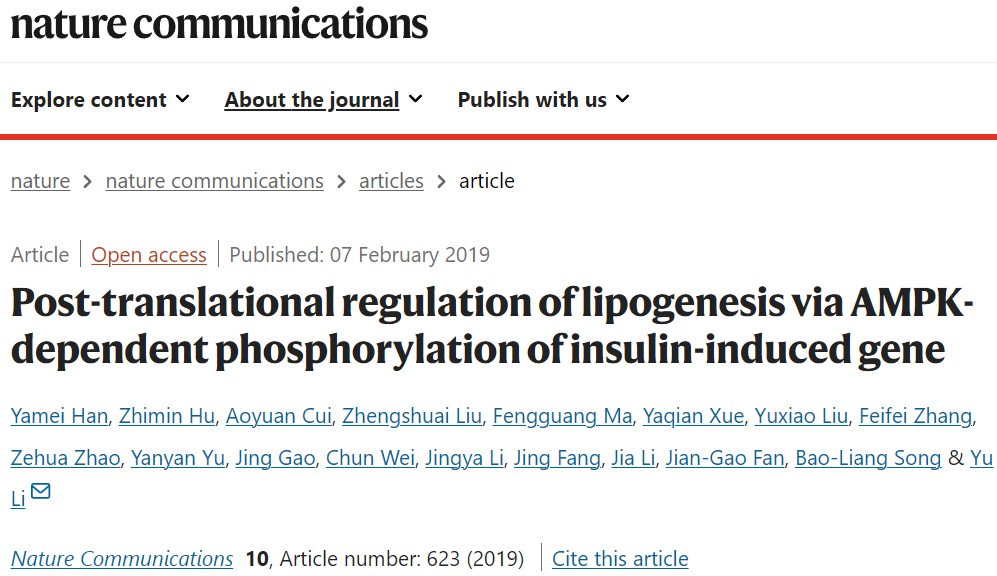 nature communications
Explore content About the journal Publish with us
nature > nature communications > articles > article
Article | Open access | Published: 07 February 2019
Post-translational regulation of lipogenesis via AMPK-
dependent phosphorylation of insulin-induced gene
Yamei Han, Zhimin Hu, Aoyuan Cui, Zhengshuai Liu, Fengguang Ma, Yaqian Xue, Yuxiao Liu, Feifei Zhang,
Zehua Zhao, Yanyan Yu, Jing Gao, Chun Wei, Jingya Li, Jing Fang, Jia Li, Jian-Gao Fan, Bao-Liang Song & Yu
Li
Nature Communications 10, Article number: 623 (2019) | Cite this article